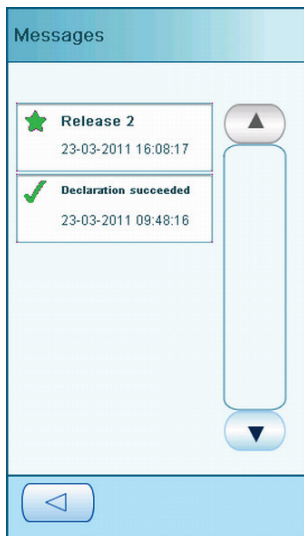 Messages
Release 2
23-03-2011 16:08:17
Declaration succeeded
23-03-2011 09:48:16